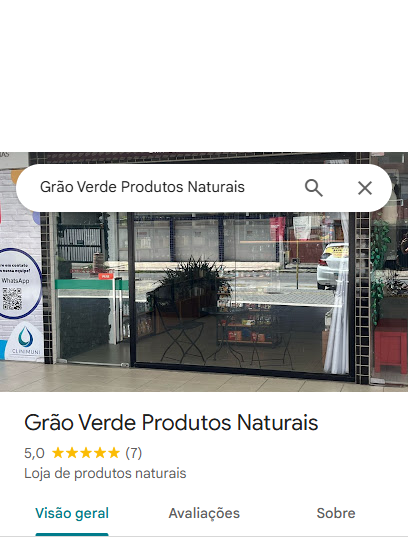 Grão Verde Produtos Naturais
WhatsApp
CLINIMUNI
Grão Verde Produtos Naturais
5,0 (7)
Loja de produtos naturais
Visão geral Avaliações Sobre